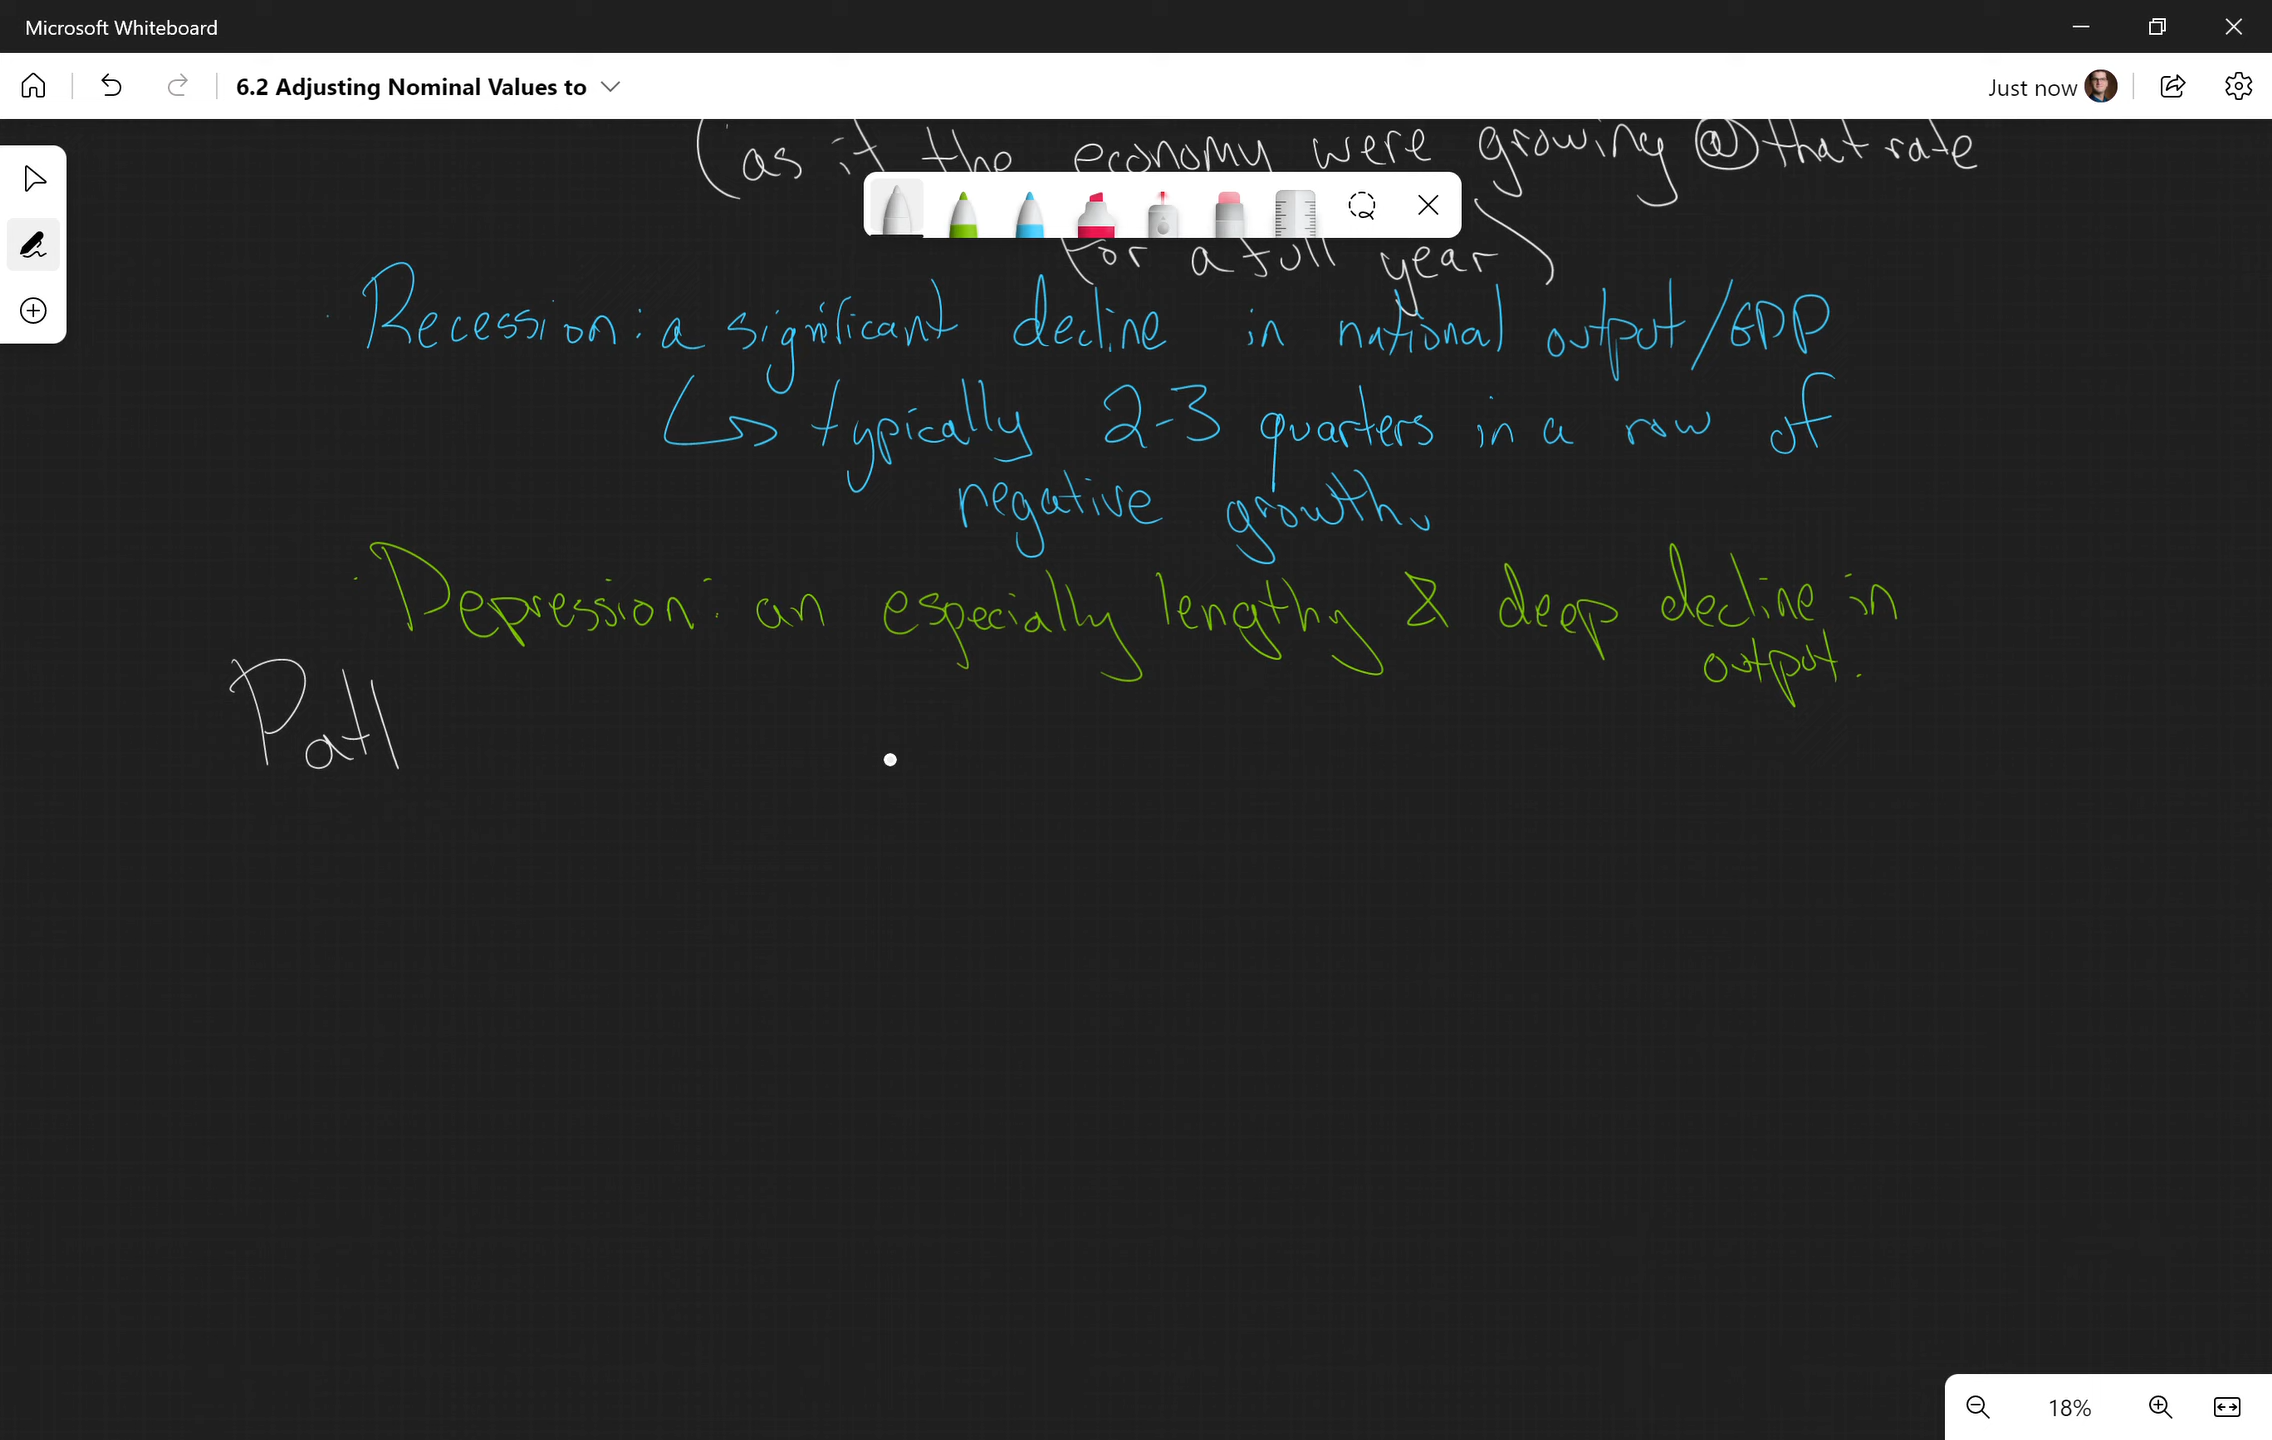 Microsoft Whiteboard
6.2 Adjusting Nominal Values to
Just now
(as if the economy were growing @ that rate
for a full year)
Recession: a significant decline in national output/GDP
↳ typically 2-3 quarters in a row of
negative growth.
Depression: an especially lengthy & deep decline in
output.
Patl
18%